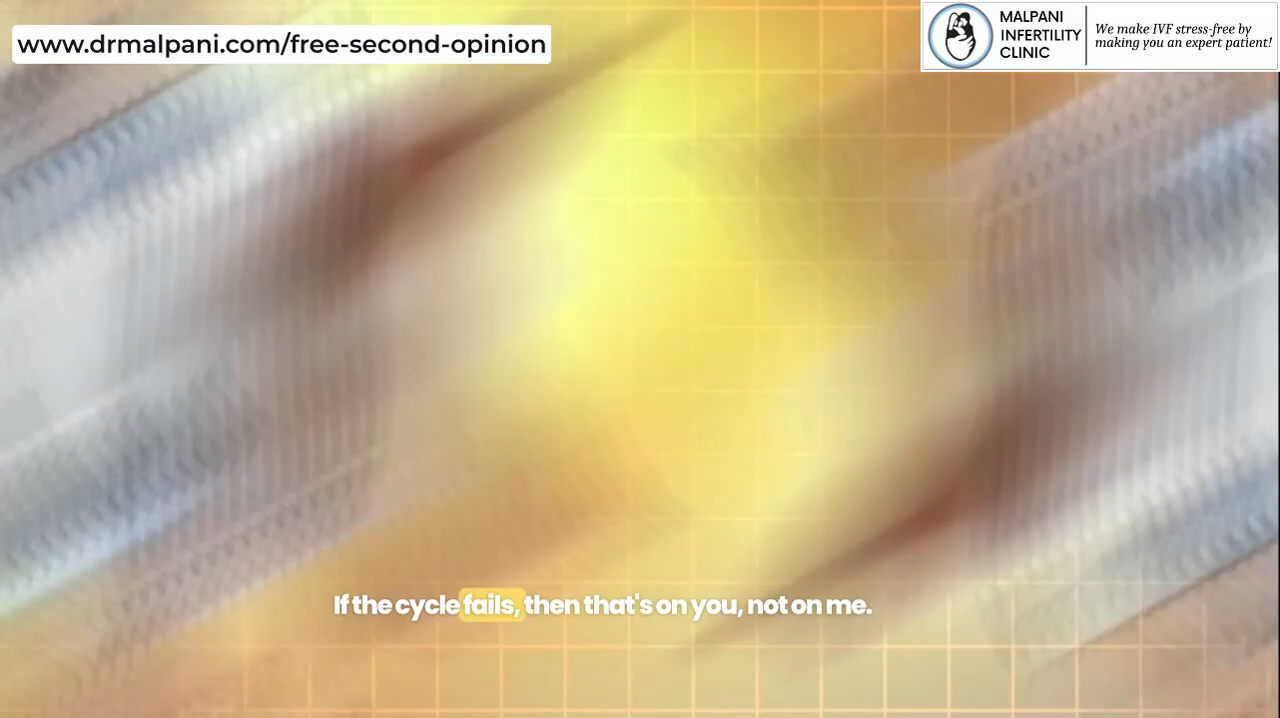 www.drmalpani.com/free-second-opinion
MALPANI
INFERTILITY
CLINIC
We make IVF stress-free by
making you an expert patient!
If the cycle fails, then that's on you, not on me.